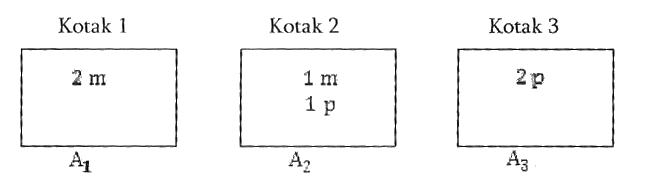 Kotak 1 Kotak 2 Kotak 3
2 m 1 m 2 p
1 p
A₁ A₂ A₃